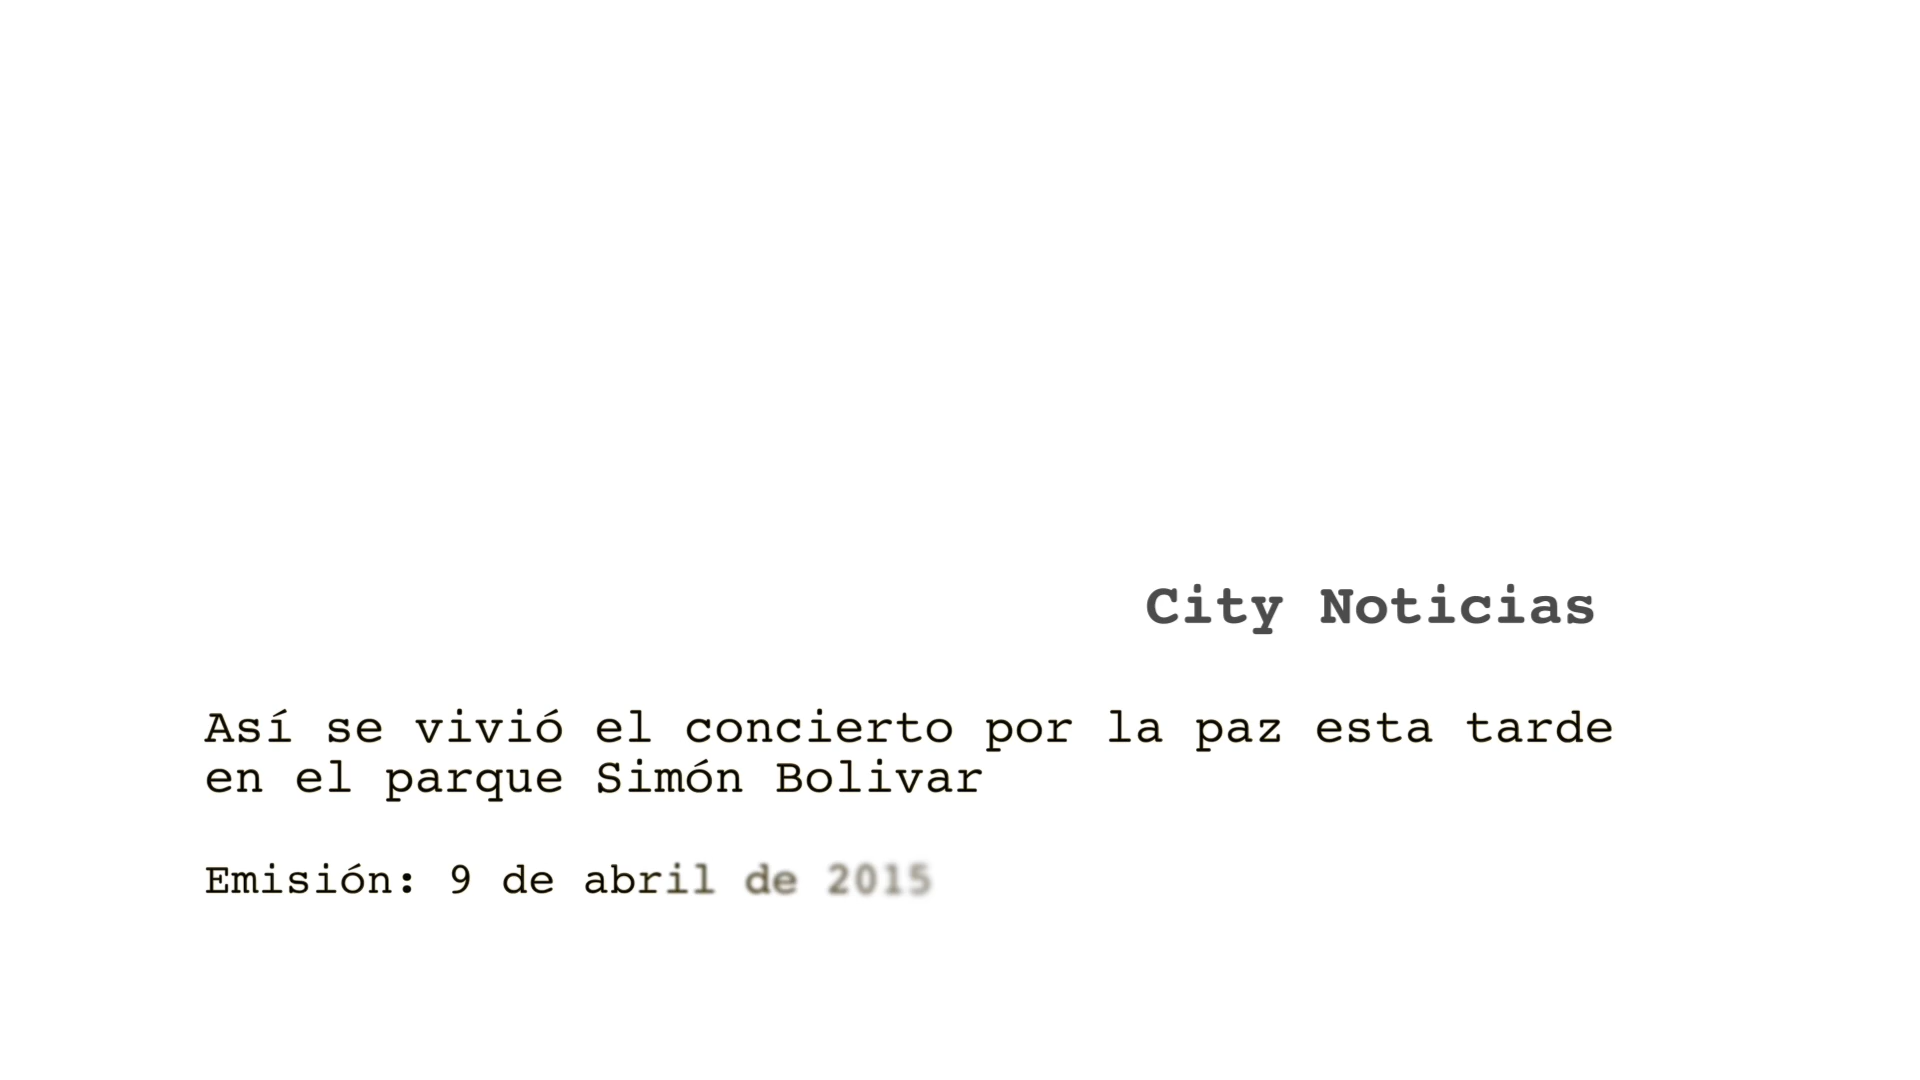 City Noticias
Así se vivió el concierto por la paz esta tarde
en el parque Simón Bolivar
Emisión: 9 de abril de 2015